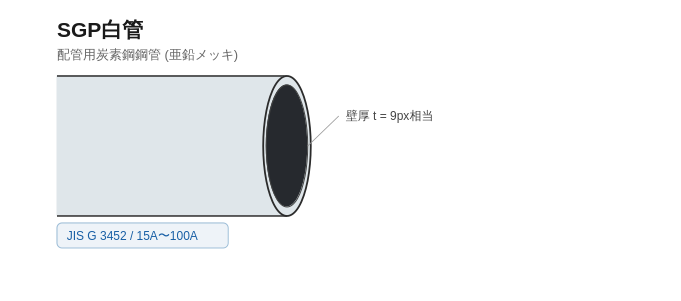 SGP白管
配管用炭素鋼鋼管 (亜鉛メッキ)
壁厚 t = 9px相当
JIS G 3452 / 15A〜100A